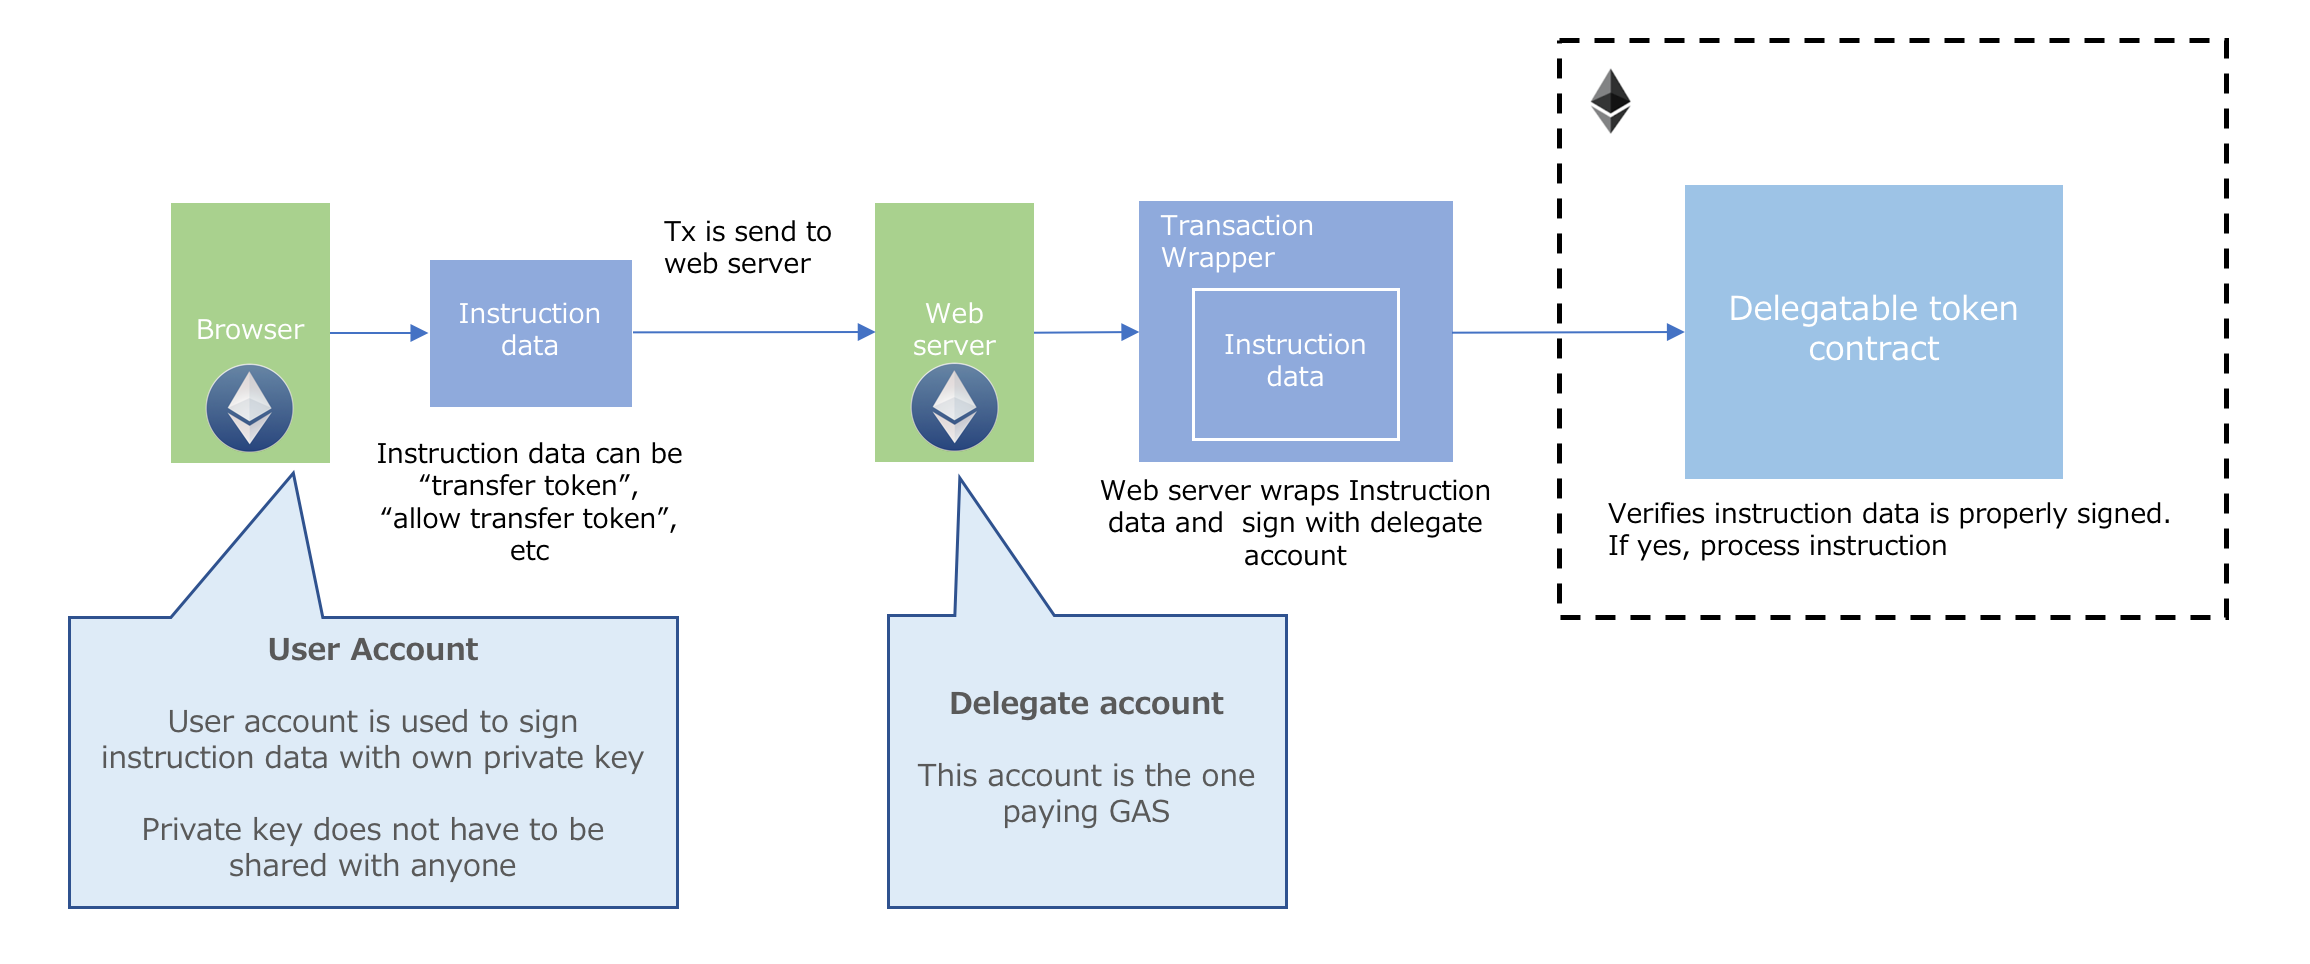 Browser
Instruction
data
Instruction data can be
“transfer token”,
“allow transfer token”,
etc
Tx is send to
web server
Web
server
Transaction
Wrapper
Instruction
data
Web server wraps Instruction
data and  sign with delegate
account
Delegatable token
contract
Verifies instruction data is properly signed.
If yes, process instruction
User Account
User account is used to sign
instruction data with own private key
Private key does not have to be
shared with anyone
Delegate account
This account is the one
paying GAS